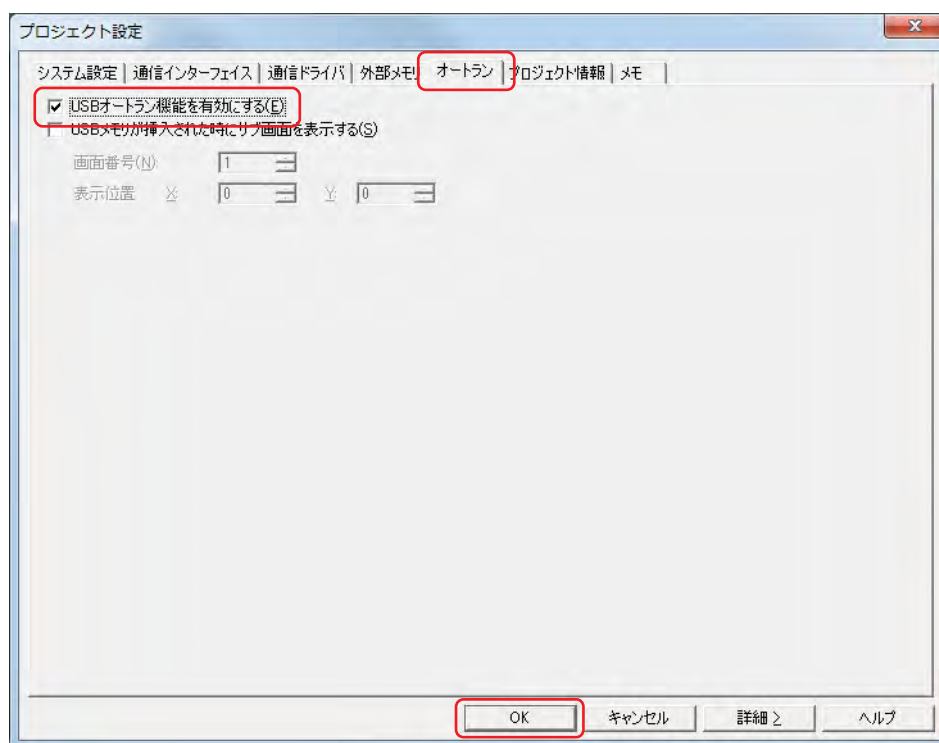 プロジェクト設定
システム設定 通信インターフェイス 通信ドライバ 外部メモリ オートラン プロジェクト情報 メモ
USBオートラン機能を有効にする(E)
USBメモリが挿入された時にサブ画面を表示する(S)
画面番号(N) 1
表示位置 X: 0 Y: 0
OK キャンセル 詳細 > ヘルプ